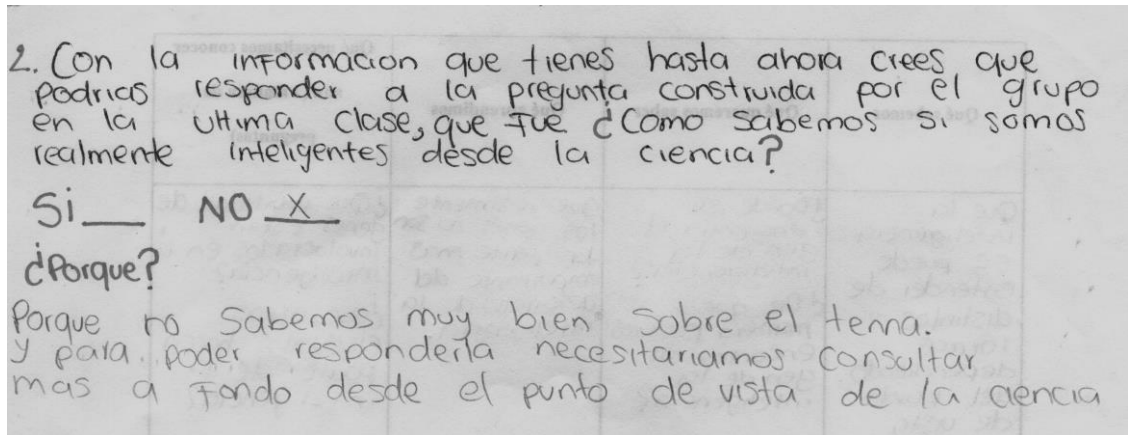 2. Con la informacion que tienes hasta ahora crees que
podrias responder a la pregunta construida por el grupo
en la ultima clase, que fue ¿Como sabemos si somos
realmente inteligentes desde la ciencia?
Si___ NO _X_
¿Porque?
Porque no sabemos muy bien sobre el tema.
y para poder responderla necesitariamos consultar
mas a fondo desde el punto de vista de la ciencia